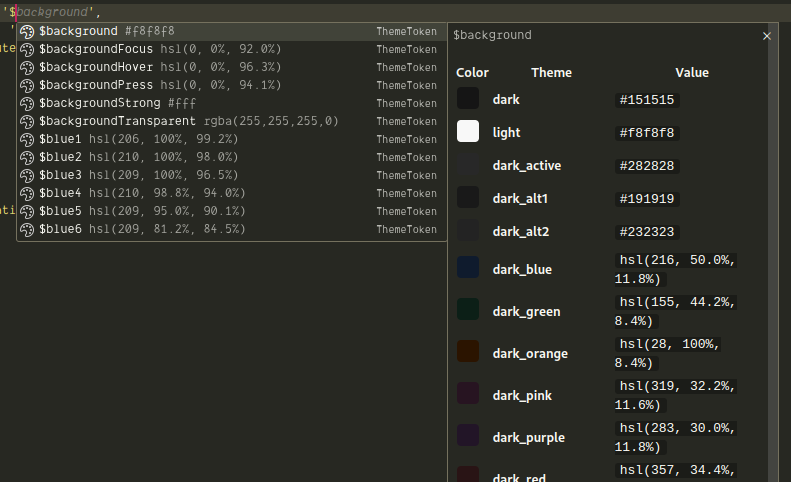 '$background',
'
ute
ati
$background #f8f8f8 ThemeToken
$backgroundFocus hsl(0, 0%, 92.0%) ThemeToken
$backgroundHover hsl(0, 0%, 96.3%) ThemeToken
$backgroundPress hsl(0, 0%, 94.1%) ThemeToken
$backgroundStrong #fff ThemeToken
$backgroundTransparent rgba(255,255,255,0) ThemeToken
$blue1 hsl(206, 100%, 99.2%) ThemeToken
$blue2 hsl(210, 100%, 98.0%) ThemeToken
$blue3 hsl(209, 100%, 96.5%) ThemeToken
$blue4 hsl(210, 98.8%, 94.0%) ThemeToken
$blue5 hsl(209, 95.0%, 90.1%) ThemeToken
$blue6 hsl(209, 81.2%, 84.5%) ThemeToken
$background ×
Color Theme Value
dark #151515
light #f8f8f8
dark_active #282828
dark_alt1 #191919
dark_alt2 #232323
dark_blue hsl(216, 50.0%,
11.8%)
dark_green hsl(155, 44.2%,
8.4%)
dark_orange hsl(28, 100%,
8.4%)
dark_pink hsl(319, 32.2%,
11.6%)
dark_purple hsl(283, 30.0%,
11.8%)
dark_red hsl(357, 34.4%,